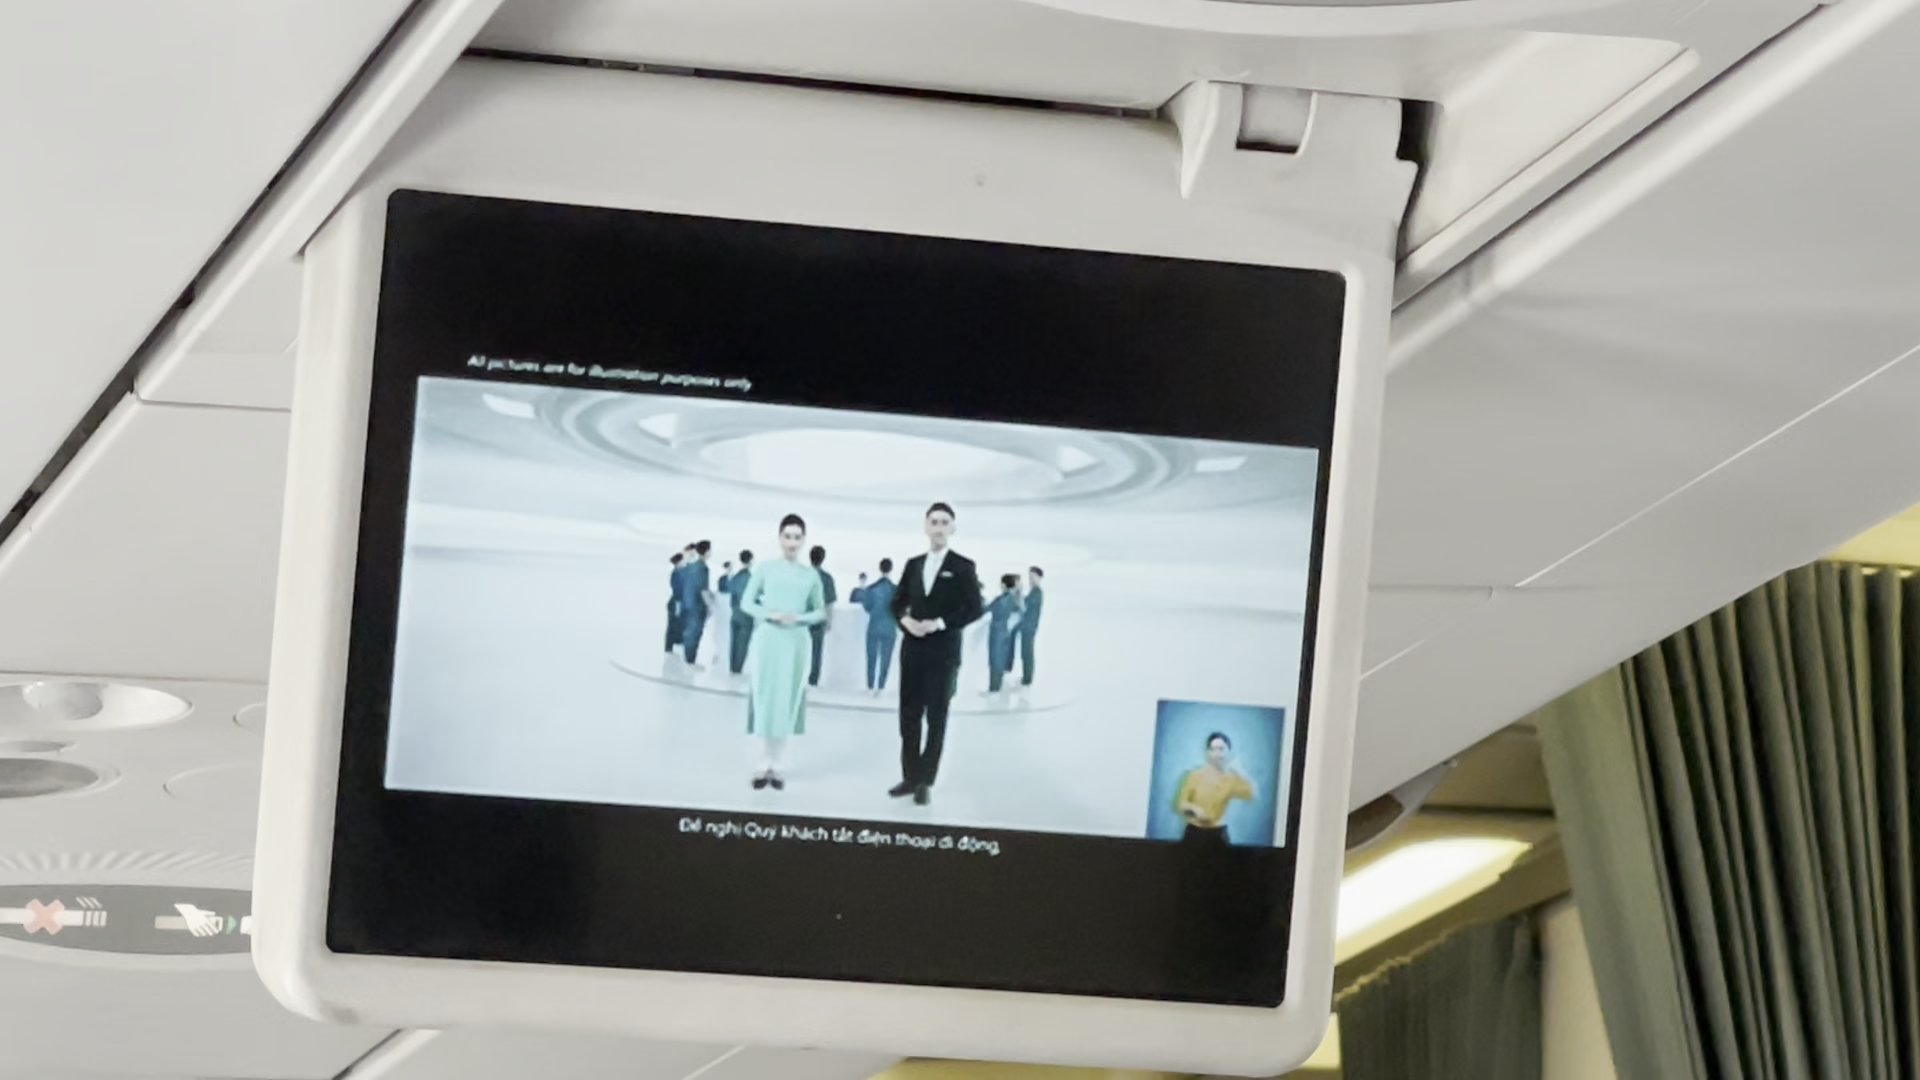 All pictures are for illustration purposes only
Đề nghị Quý khách tắt điện thoại di động,